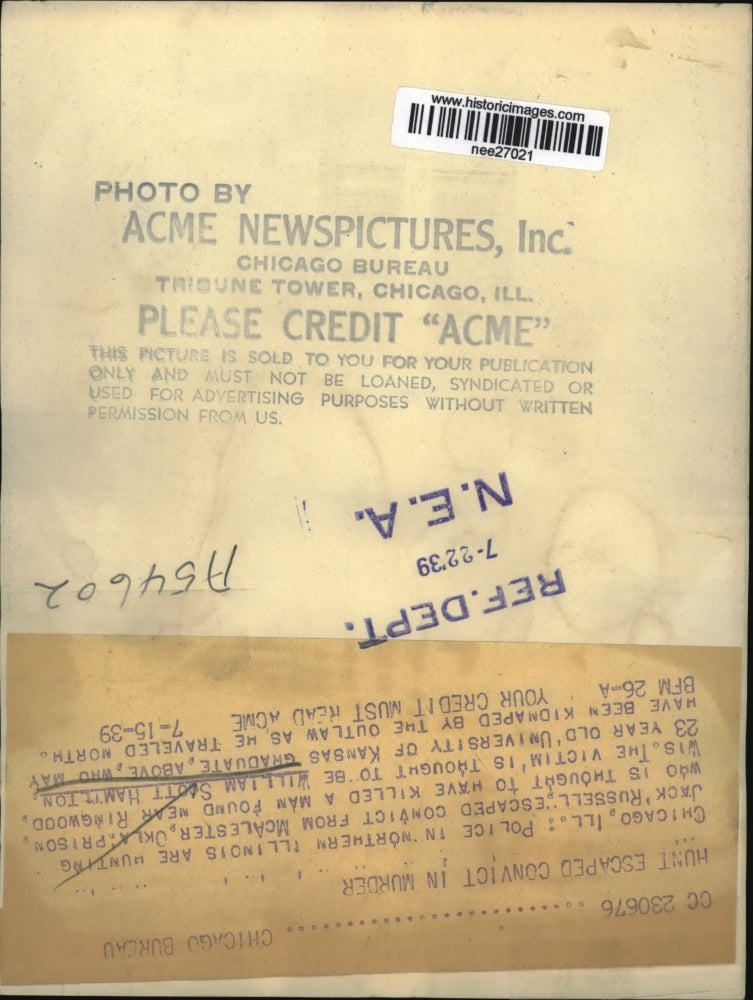 www.historicimages.com
nee27021
PHOTO BY
ACME NEWSPICTURES, Inc.
CHICAGO BUREAU
TRIBUNE TOWER, CHICAGO, ILL.
PLEASE CREDIT “ACME”
THIS PICTURE IS SOLD TO YOU FOR YOUR PUBLICATION
ONLY AND MUST NOT BE LOANED, SYNDICATED OR
USED FOR ADVERTISING PURPOSES WITHOUT WRITTEN
PERMISSION FROM US.
REF. DEPT.
7-22'39
N.E.A.
A54602
CC 230676 .......................... CHICAGO BUREAU
HUNT ESCAPED CONVICT IN MURDER
CHICAGO, ILL.: POLICE IN NORTHERN ILLINOIS ARE HUNTING
JACK RUSSELL, ESCAPED CONVICT FROM MCALESTER, OKLA. PRISON,
WHO IS THOUGHT TO HAVE KILLED A MAN FOUND NEAR RINGWOOD,
WIS. THE VICTIM IS THOUGHT TO BE WILLIAM SCOTT HAMILTON,
23 YEAR OLD UNIVERSITY OF KANSAS GRADUATE, ABOVE, WHO MAY
HAVE BEEN KIDNAPED BY THE OUTLAW AS HE TRAVELED NORTH.
BFM 26-A YOUR CREDIT MUST READ ACME 7-15-39